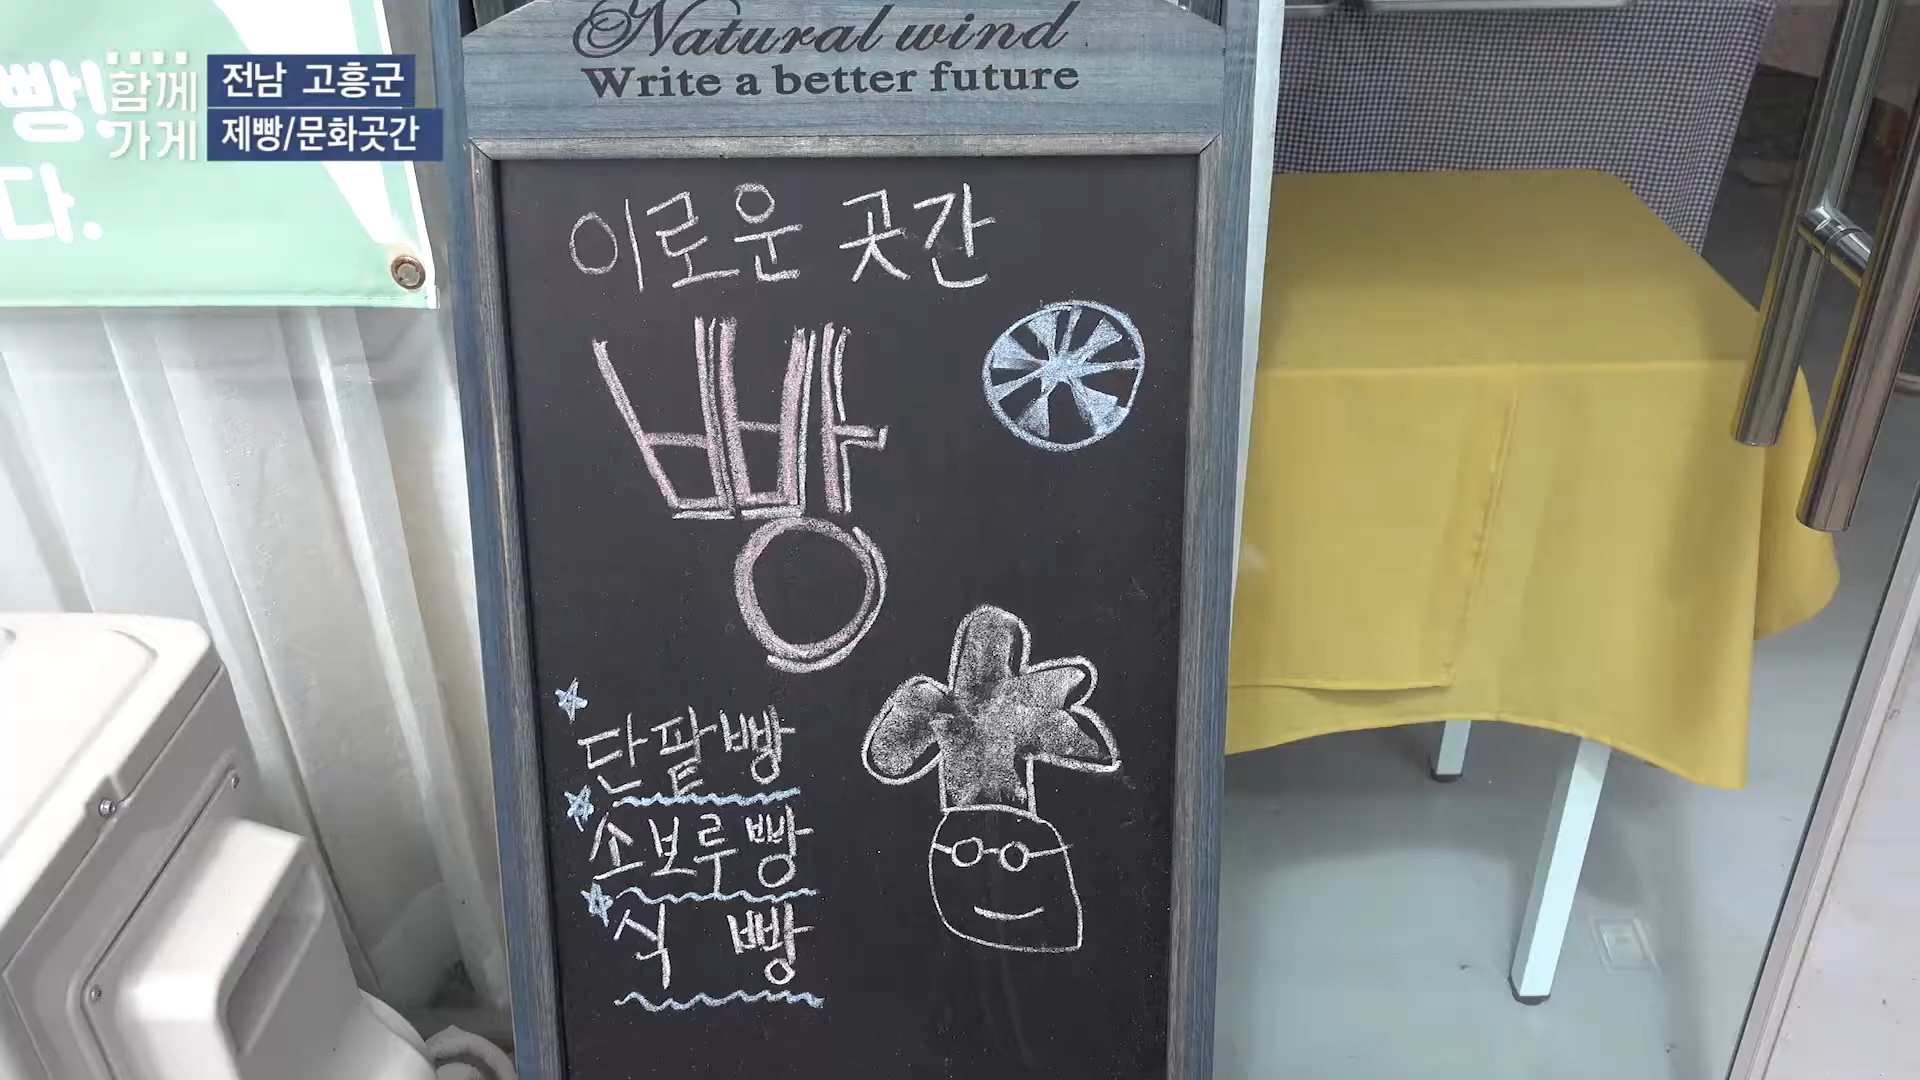 빵!
다.
함께
가게
전남 고흥군
제빵/문화곳간
Natural wind
Write a better future
이로운 곳간
빵
단팥빵
소보루빵
식 빵